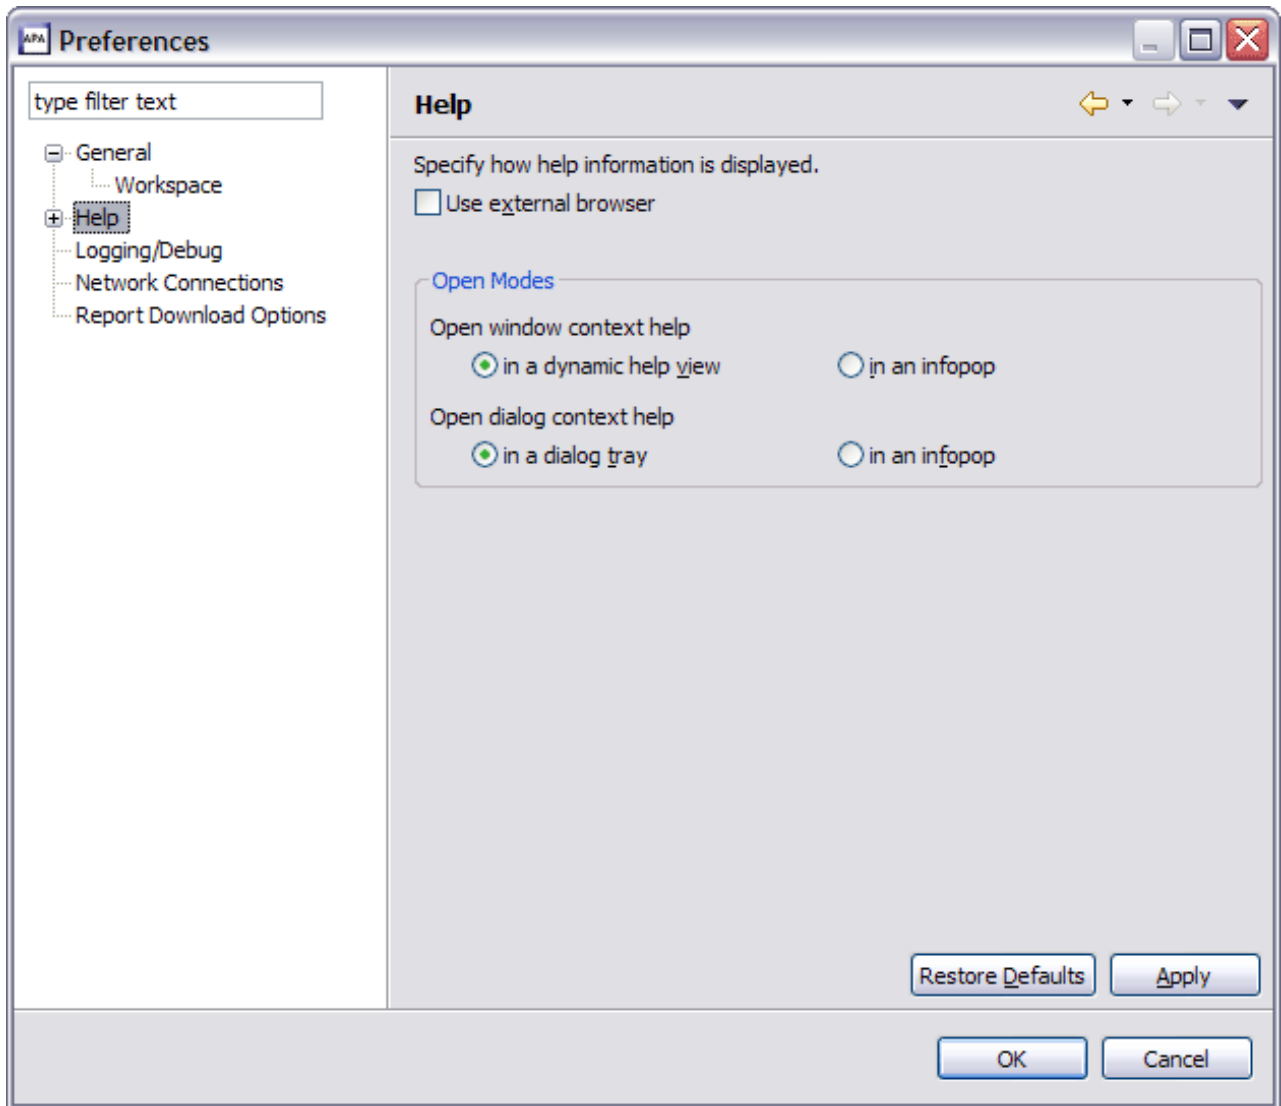 APA Preferences
type filter text
General
Workspace
Help
Logging/Debug
Network Connections
Report Download Options
Help
Specify how help information is displayed.
Use external browser
Open Modes
Open window context help
in a dynamic help view in an infopop
Open dialog context help
in a dialog tray in an infopop
Restore Defaults Apply
OK Cancel